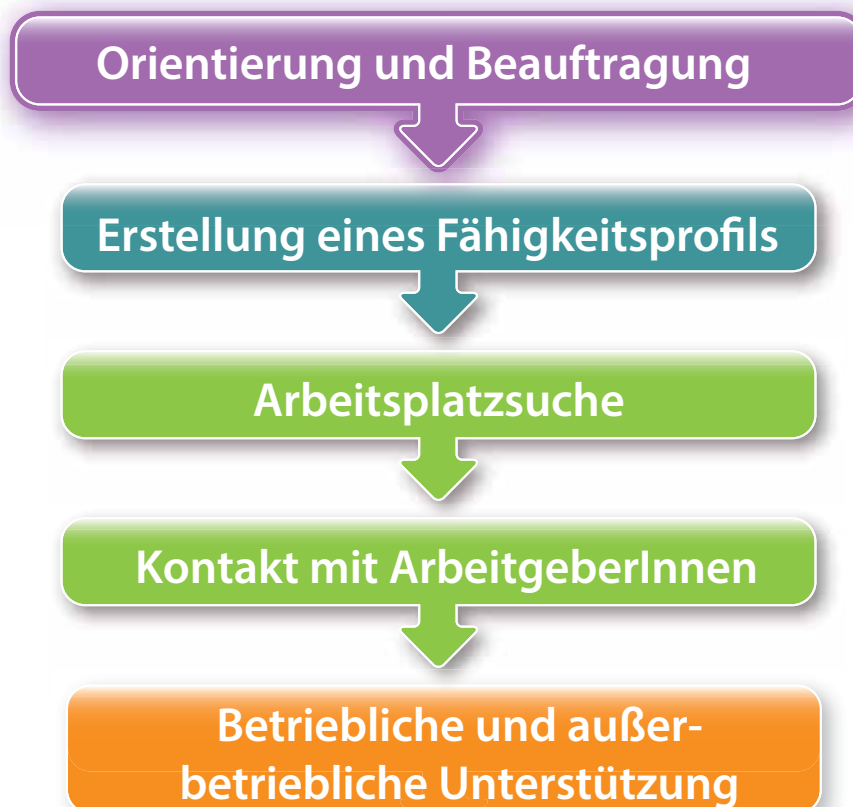 Orientierung und Beauftragung
Erstellung eines Fähigkeitsprofils
Arbeitsplatzsuche
Kontakt mit ArbeitgeberInnen
Betriebliche und außer-
betriebliche Unterstützung